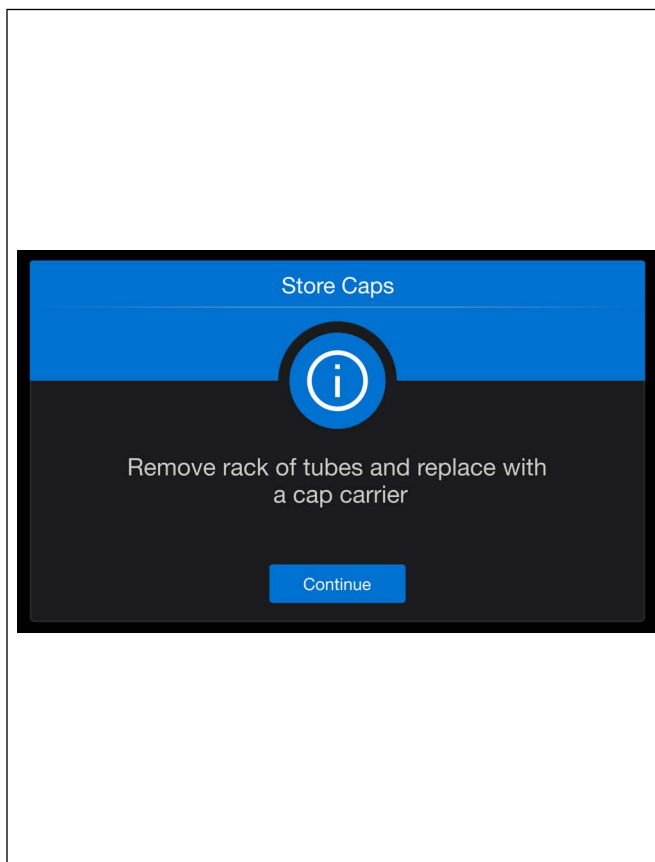 Store Caps
Remove rack of tubes and replace with
a cap carrier
Continue